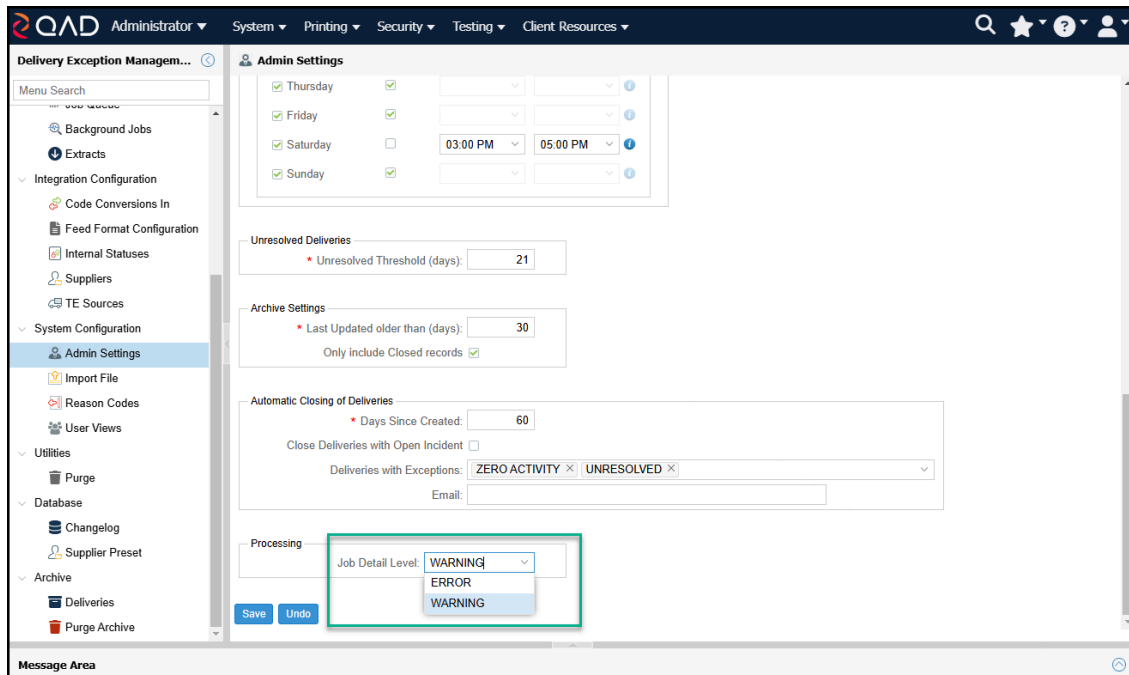 QAD Administrator System Printing Security Testing Client Resources
Delivery Exception Managem...
Menu Search
Job Queue
Background Jobs
Extracts
Integration Configuration
Code Conversions In
Feed Format Configuration
Internal Statuses
Suppliers
TE Sources
System Configuration
Admin Settings
Import File
Reason Codes
User Views
Utilities
Purge
Database
Changelog
Supplier Preset
Archive
Deliveries
Purge Archive
Admin Settings
Thursday
Friday
Saturday 03:00 PM 05:00 PM
Sunday
Unresolved Deliveries
* Unresolved Threshold (days): 21
Archive Settings
* Last Updated older than (days): 30
Only include Closed records
Automatic Closing of Deliveries
* Days Since Created: 60
Close Deliveries with Open Incident
Deliveries with Exceptions: ZERO ACTIVITY × UNRESOLVED ×
Email:
Processing
Job Detail Level: WARNING
ERROR
WARNING
Save Undo
Message Area